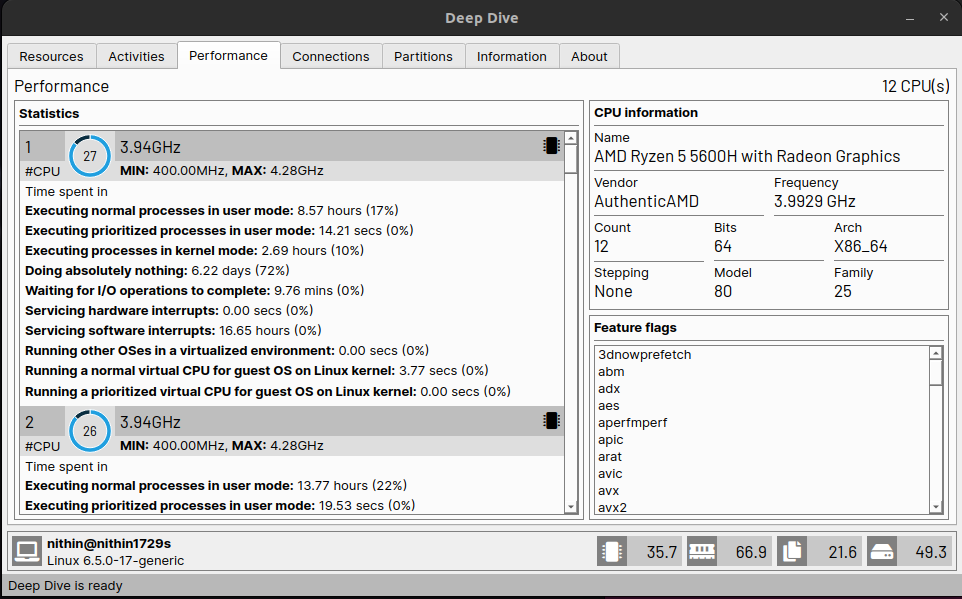 Deep Dive
Resources Activities Performance Connections Partitions Information About
Performance
12 CPU(s)
Statistics
1
27
3.94GHz
#CPU
MIN: 400.00MHz, MAX: 4.28GHz
Time spent in
Executing normal processes in user mode: 8.57 hours (17%)
Executing prioritized processes in user mode: 14.21 secs (0%)
Executing processes in kernel mode: 2.69 hours (10%)
Doing absolutely nothing: 6.22 days (72%)
Waiting for I/O operations to complete: 9.76 mins (0%)
Servicing hardware interrupts: 0.00 secs (0%)
Servicing software interrupts: 16.65 hours (0%)
Running other OSes in a virtualized environment: 0.00 secs (0%)
Running a normal virtual CPU for guest OS on Linux kernel: 3.77 secs (0%)
Running a prioritized virtual CPU for guest OS on Linux kernel: 0.00 secs (0%)
2
26
3.94GHz
#CPU
MIN: 400.00MHz, MAX: 4.28GHz
Time spent in
Executing normal processes in user mode: 13.77 hours (22%)
Executing prioritized processes in user mode: 19.53 secs (0%)
CPU information
Name
AMD Ryzen 5 5600H with Radeon Graphics
Vendor Frequency
AuthenticAMD 3.9929 GHz
Count Bits Arch
12 64 X86_64
Stepping Model Family
None 80 25
Feature flags
3dnowprefetch
abm
adx
aes
aperfmperf
apic
arat
avic
avx
avx2
nithin@nithin1729s
Linux 6.5.0-17-generic
35.7 66.9 21.6 49.3
Deep Dive is ready